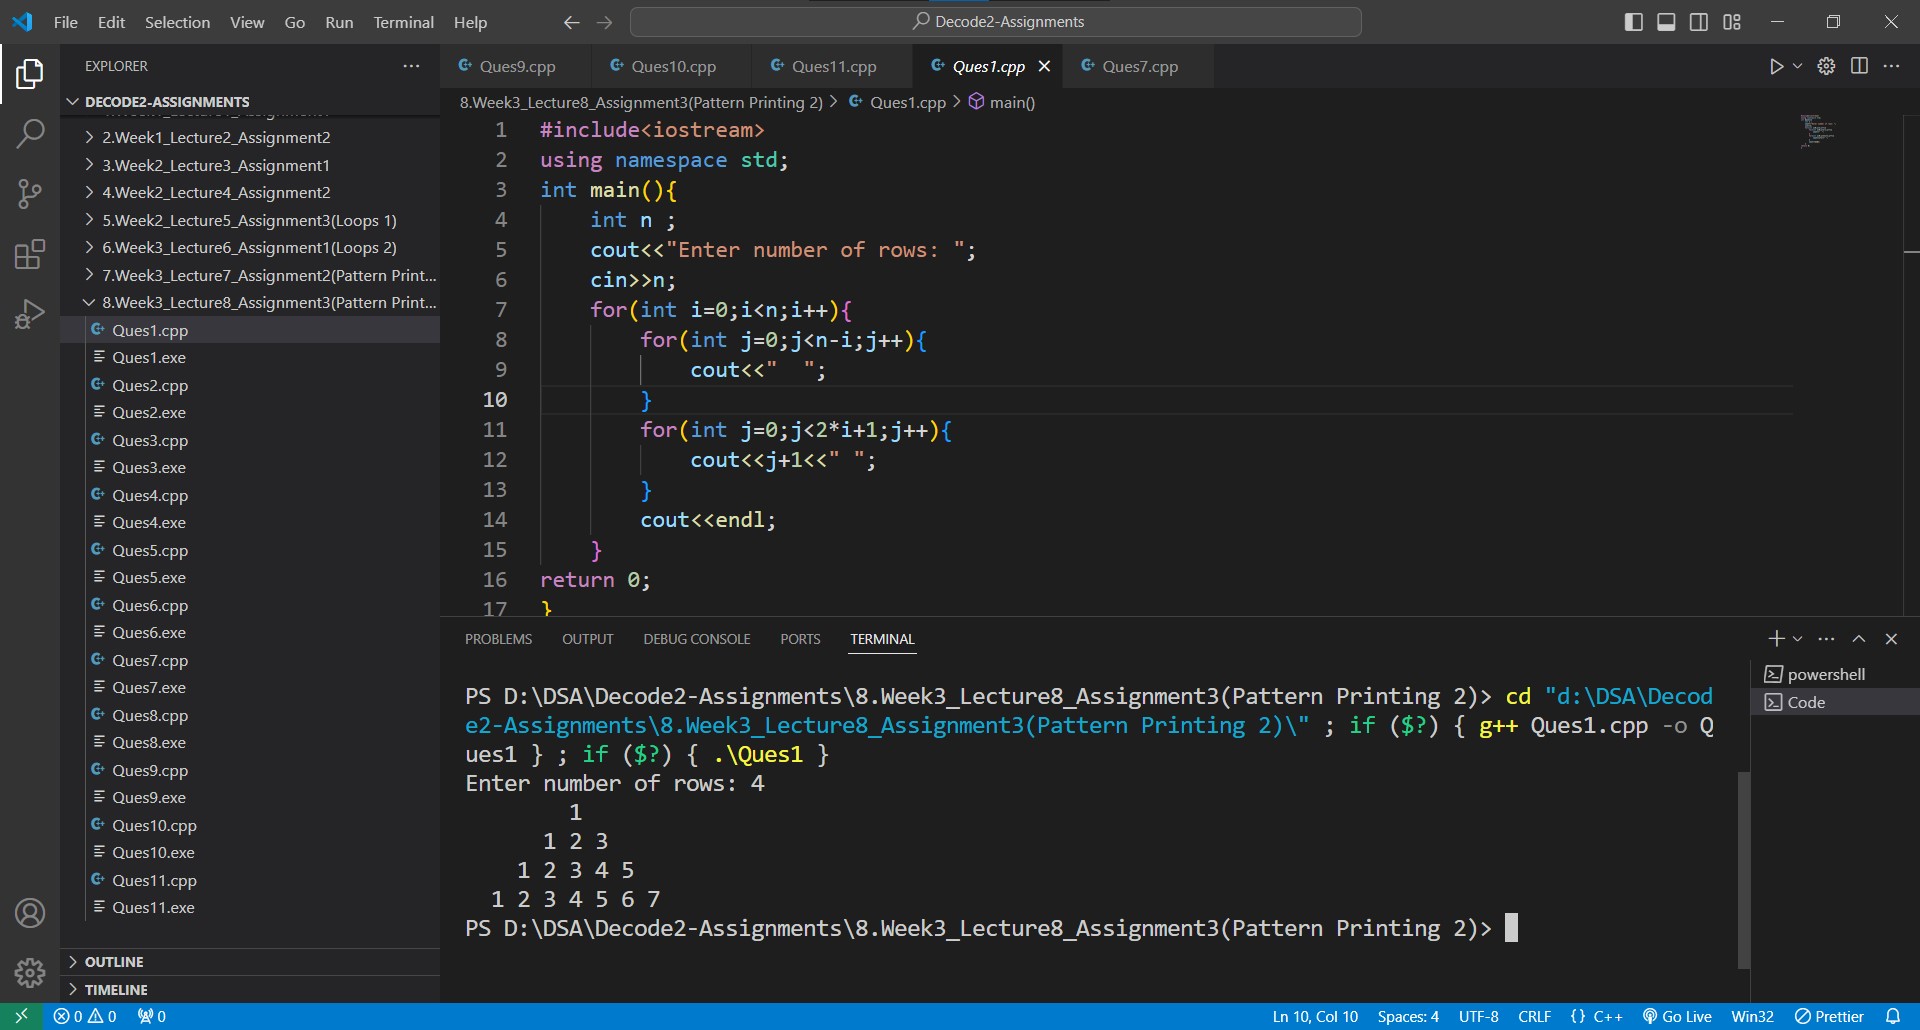 File Edit Selection View Go Run Terminal Help
Decode2-Assignments
EXPLORER
DECODE2-ASSIGNMENTS
2.Week1_Lecture2_Assignment2
3.Week2_Lecture3_Assignment1
4.Week2_Lecture4_Assignment2
5.Week2_Lecture5_Assignment3(Loops 1)
6.Week3_Lecture6_Assignment1(Loops 2)
7.Week3_Lecture7_Assignment2(Pattern Print...
8.Week3_Lecture8_Assignment3(Pattern Print...
Ques1.cpp
Ques1.exe
Ques2.cpp
Ques2.exe
Ques3.cpp
Ques3.exe
Ques4.cpp
Ques4.exe
Ques5.cpp
Ques5.exe
Ques6.cpp
Ques6.exe
Ques7.cpp
Ques7.exe
Ques8.cpp
Ques8.exe
Ques9.cpp
Ques9.exe
Ques10.cpp
Ques10.exe
Ques11.cpp
Ques11.exe
OUTLINE
TIMELINE
Ques9.cpp Ques10.cpp Ques11.cpp Ques1.cpp Ques7.cpp
8.Week3_Lecture8_Assignment3(Pattern Printing 2) > Ques1.cpp > main()
1 #include<iostream>
2 using namespace std;
3 int main(){
4 int n ;
5 cout<<"Enter number of rows: ";
6 cin>>n;
7 for(int i=0;i<n;i++){
8 for(int j=0;j<n-i;j++){
9 cout<<"  ";
10 }
11 for(int j=0;j<2*i+1;j++){
12 cout<<j+1<<" ";
13 }
14 cout<<endl;
15 }
16 return 0;
17 }
PROBLEMS OUTPUT DEBUG CONSOLE PORTS TERMINAL
PS D:\DSA\Decode2-Assignments\8.Week3_Lecture8_Assignment3(Pattern Printing 2)> cd "d:\DSA\Decod
e2-Assignments\8.Week3_Lecture8_Assignment3(Pattern Printing 2)\" ; if ($?) { g++ Ques1.cpp -o Q
ues1 } ; if ($?) { .\Ques1 }
Enter number of rows: 4
1
1 2 3
1 2 3 4 5
1 2 3 4 5 6 7
PS D:\DSA\Decode2-Assignments\8.Week3_Lecture8_Assignment3(Pattern Printing 2)>
powershell
Code
0 0 0 Ln 10, Col 10 Spaces: 4 UTF-8 CRLF {} C++ Go Live Win32 Prettier